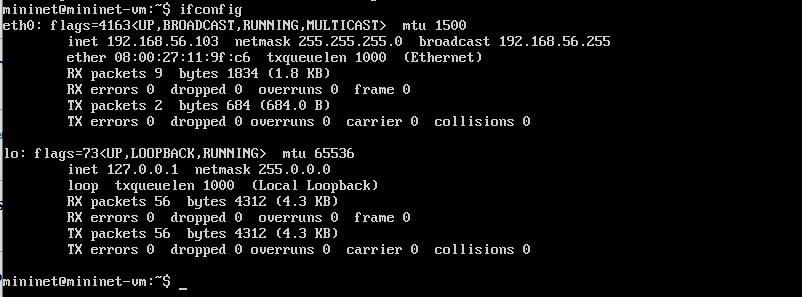 mininet@mininet-vm:~$ ifconfig
eth0: flags=4163<UP,BROADCAST,RUNNING,MULTICAST>  mtu 1500
        inet 192.168.56.103  netmask 255.255.255.0  broadcast 192.168.56.255
        ether 08:00:27:11:9f:c6  txqueuelen 1000  (Ethernet)
        RX packets 9  bytes 1834 (1.8 KB)
        RX errors 0  dropped 0  overruns 0  frame 0
        TX packets 2  bytes 684 (684.0 B)
        TX errors 0  dropped 0 overruns 0  carrier 0  collisions 0
lo: flags=73<UP,LOOPBACK,RUNNING>  mtu 65536
        inet 127.0.0.1  netmask 255.0.0.0
        loop  txqueuelen 1000  (Local Loopback)
        RX packets 56  bytes 4312 (4.3 KB)
        RX errors 0  dropped 0  overruns 0  frame 0
        TX packets 56  bytes 4312 (4.3 KB)
        TX errors 0  dropped 0 overruns 0  carrier 0  collisions 0
mininet@mininet-vm:~$ _